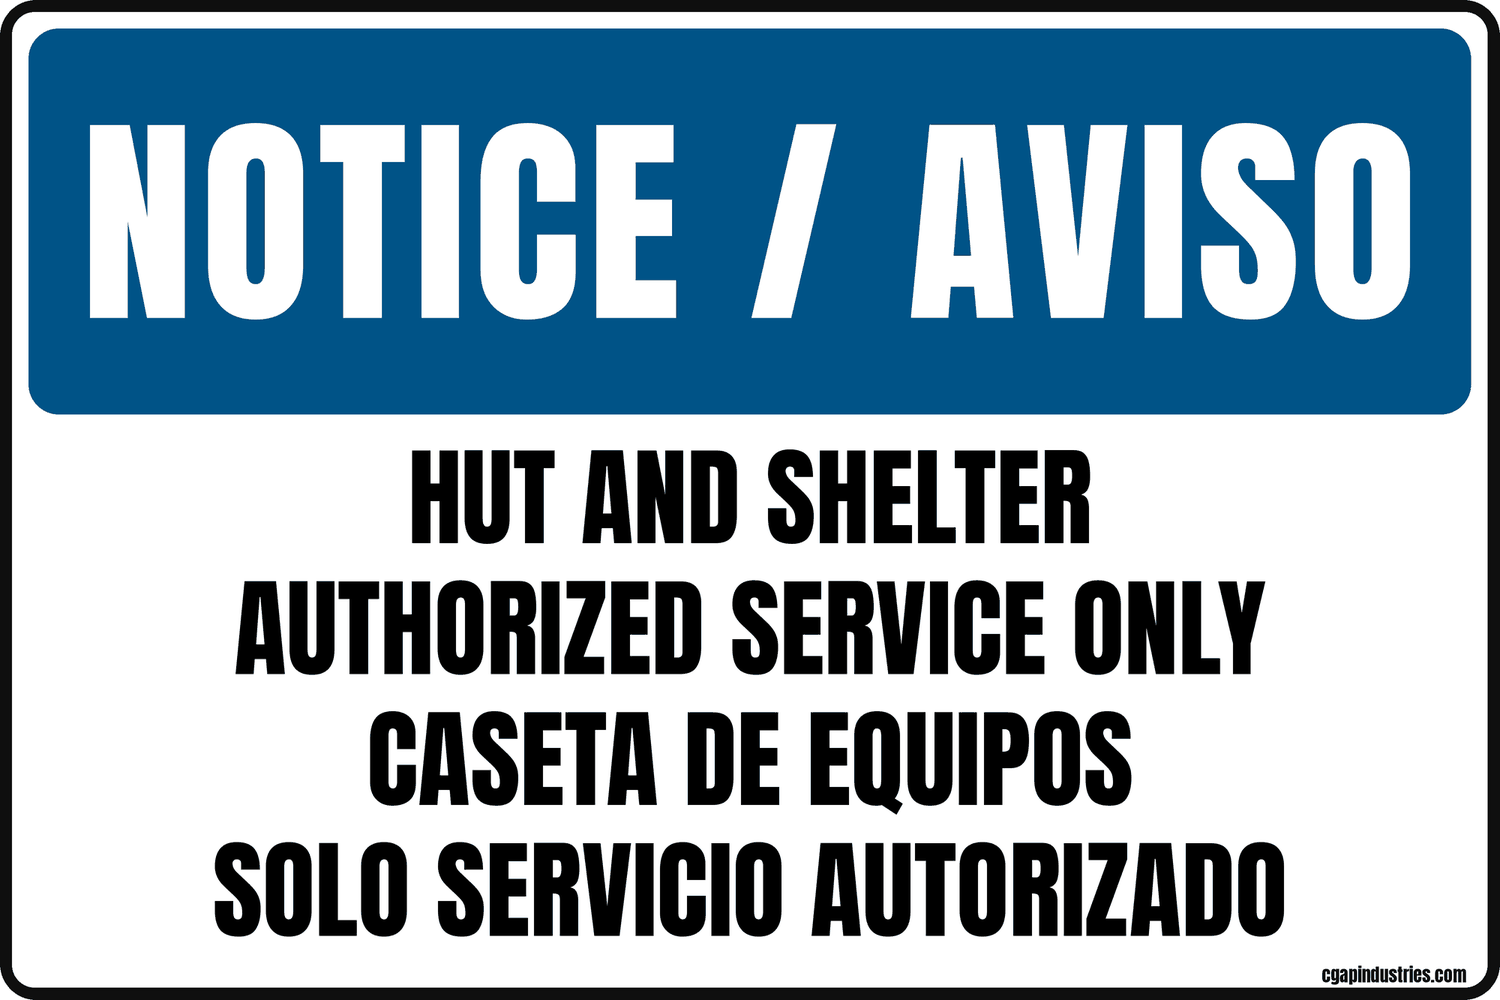 NOTICE / AVISO
HUT AND SHELTER
AUTHORIZED SERVICE ONLY
CASETA DE EQUIPOS
SOLO SERVICIO AUTORIZADO
cgapindustries.com